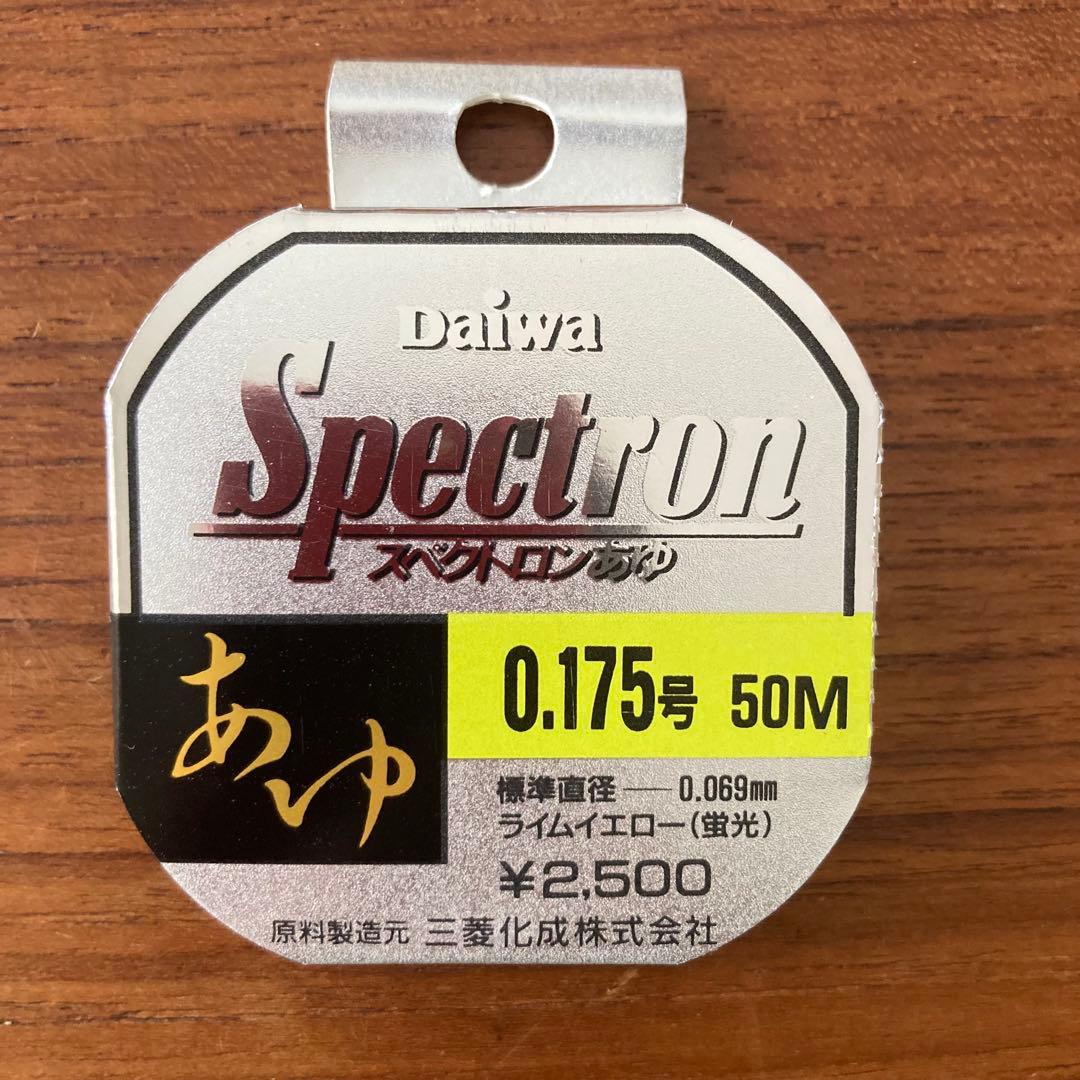 Daiwa
Spectron
スペクトロンあゆ
あゆ
0.175号 50M
標準直径 — 0.069mm
ライムイエロー(蛍光)
¥2,500
原料製造元 三菱化成株式会社